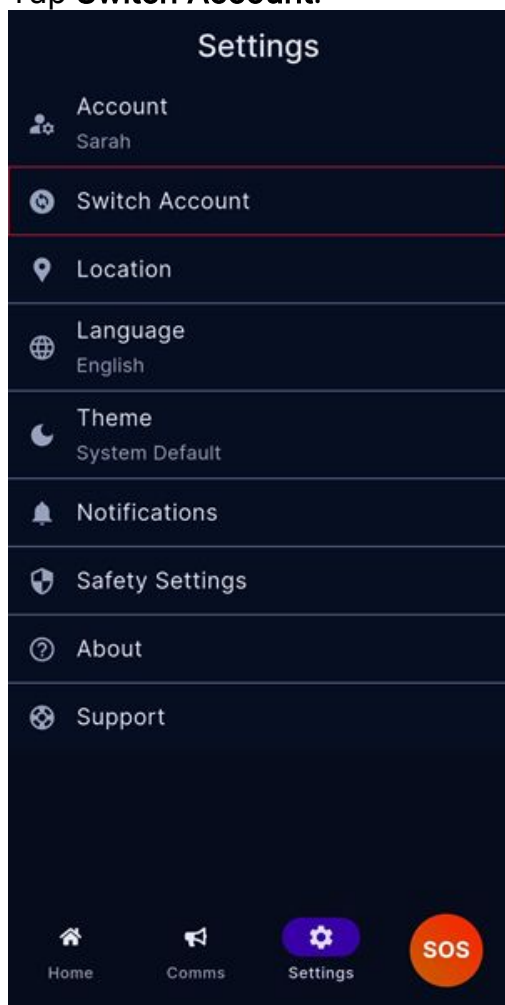 Tap Switch Account.
Settings
Account
Sarah
Switch Account
Location
Language
English
Theme
System Default
Notifications
Safety Settings
About
Support
Home Comms Settings SOS